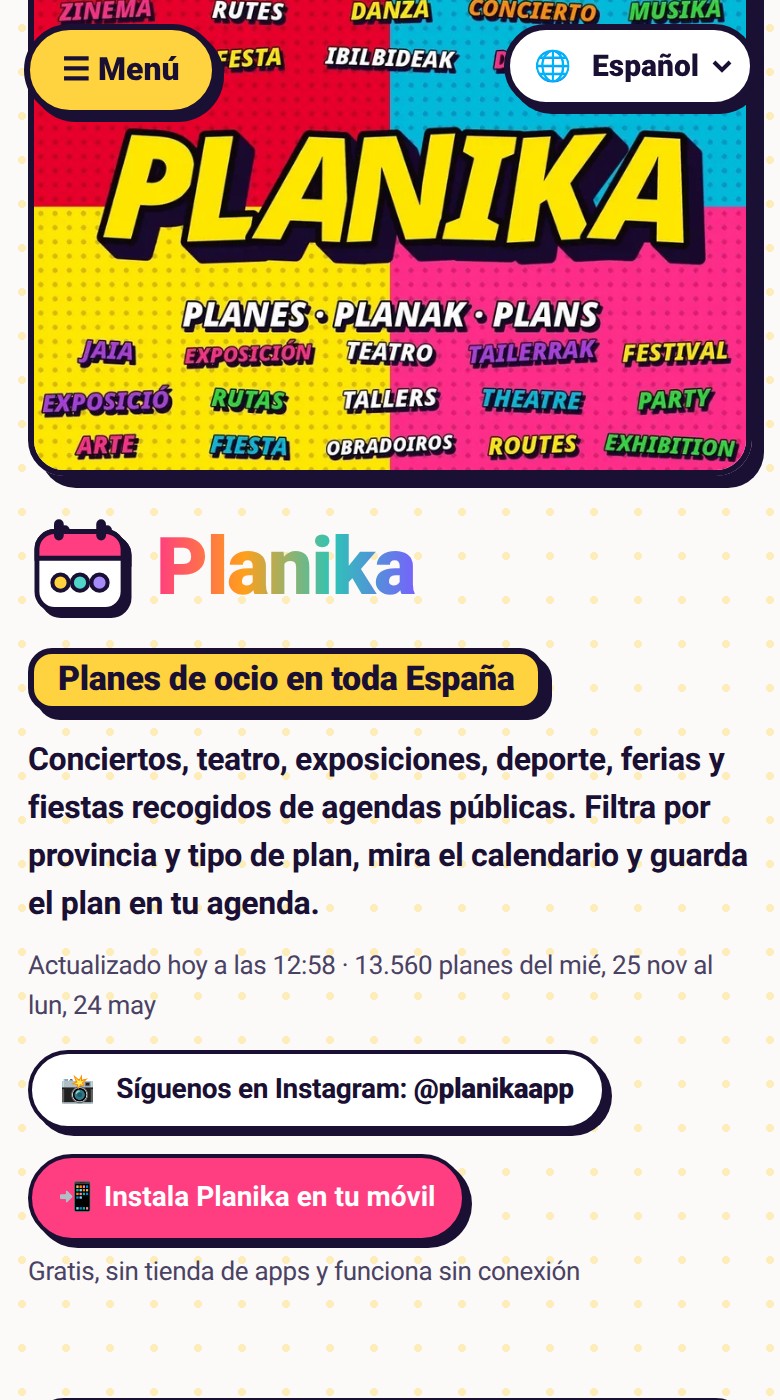 ZINEMA RUTES DANZA CONCIERTO MUSIKA
☰ Menú
FESTA IBILBIDEAK
🌐 Español
PLANIKA
PLANES · PLANAK · PLANS
JAIA EXPOSICIÓN TEATRO TAILERRAK FESTIVAL
EXPOSICIÓ RUTAS TALLERS THEATRE PARTY
ARTE FIESTA OBRADOIROS ROUTES EXHIBITION
Planika
Planes de ocio en toda España
Conciertos, teatro, exposiciones, deporte, ferias y
fiestas recogidos de agendas públicas. Filtra por
provincia y tipo de plan, mira el calendario y guarda
el plan en tu agenda.
Actualizado hoy a las 12:58 · 13.560 planes del mié, 25 nov al
lun, 24 may
📸 Síguenos en Instagram: @planikaapp
📲 Instala Planika en tu móvil
Gratis, sin tienda de apps y funciona sin conexión